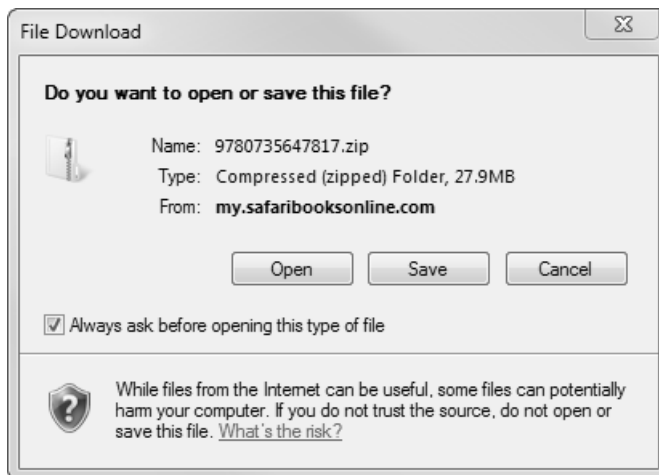 File Download
Do you want to open or save this file?
Name: 9780735647817.zip
Type: Compressed (zipped) Folder, 27.9MB
From: my.safaribooksonline.com
Open Save Cancel
Always ask before opening this type of file
While files from the Internet can be useful, some files can potentially
harm your computer. If you do not trust the source, do not open or
save this file. What's the risk?